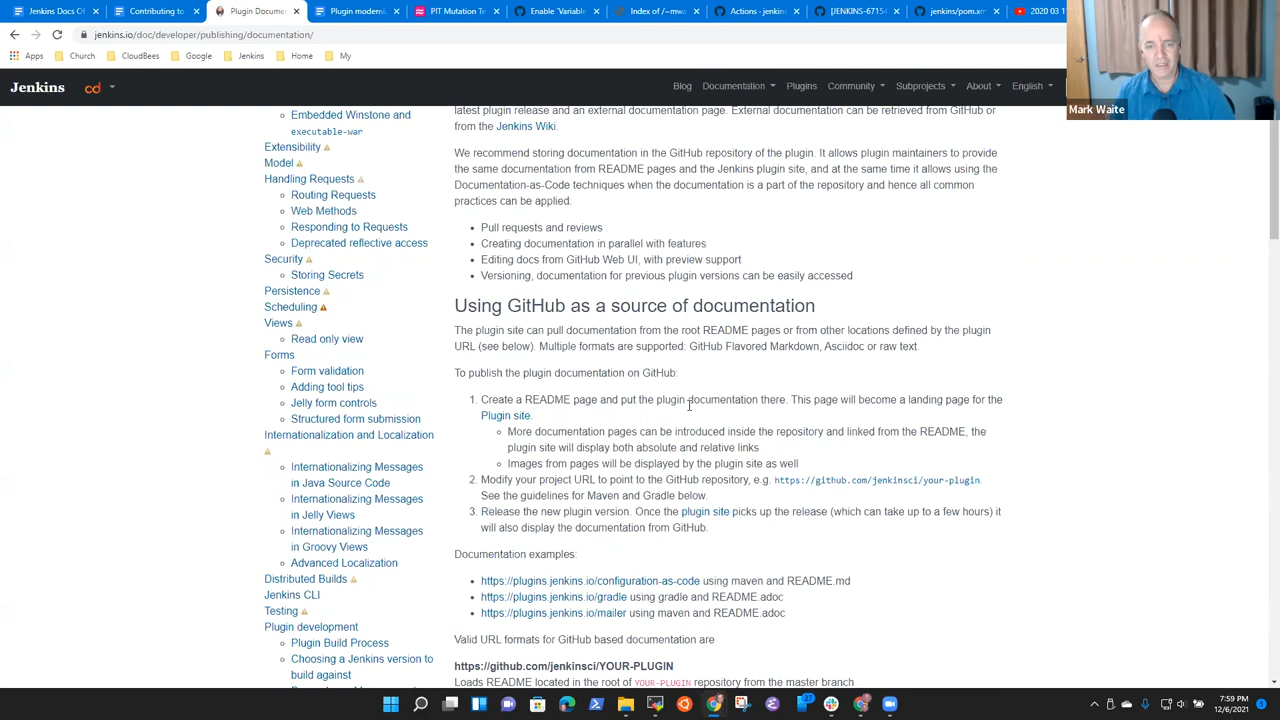 Jenkins Docs Of
Contributing to
Plugin Docume
Plugin moderni
PIT Mutation Te
Enable `Variabl
Index of /~mwa
Actions · jenkin
[JENKINS-67154
jenkins/pom.xm
2020 03 1
jenkins.io/doc/developer/publishing/documentation/
Apps
Church
CloudBees
Google
Jenkins
Home
My
Jenkins
cd
Blog
Documentation
Plugins
Community
Subprojects
About
English
Mark Waite
Embedded Winstone and
executable-war
Extensibility
Model
Handling Requests
Routing Requests
Web Methods
Responding to Requests
Deprecated reflective access
Security
Storing Secrets
Persistence
Scheduling
Views
Read only view
Forms
Form validation
Adding tool tips
Jelly form controls
Structured form submission
Internationalization and Localization
Internationalizing Messages
in Java Source Code
Internationalizing Messages
in Jelly Views
Internationalizing Messages
in Groovy Views
Advanced Localization
Distributed Builds
Jenkins CLI
Testing
Plugin development
Plugin Build Process
Choosing a Jenkins version to
build against
latest plugin release and an external documentation page. External documentation can be retrieved from GitHub or
from the Jenkins Wiki.
We recommend storing documentation in the GitHub repository of the plugin. It allows plugin maintainers to provide
the same documentation from README pages and the Jenkins plugin site, and at the same time it allows using the
Documentation-as-Code techniques when the documentation is a part of the repository and hence all common
practices can be applied.
Pull requests and reviews
Creating documentation in parallel with features
Editing docs from GitHub Web UI, with preview support
Versioning, documentation for previous plugin versions can be easily accessed
Using GitHub as a source of documentation
The plugin site can pull documentation from the root README pages or from other locations defined by the plugin
URL (see below). Multiple formats are supported: GitHub Flavored Markdown, Asciidoc or raw text.
To publish the plugin documentation on GitHub:
1. Create a README page and put the plugin documentation there. This page will become a landing page for the
Plugin site.
More documentation pages can be introduced inside the repository and linked from the README, the
plugin site will display both absolute and relative links
Images from pages will be displayed by the plugin site as well
2. Modify your project URL to point to the GitHub repository, e.g. https://github.com/jenkinsci/your-plugin.
See the guidelines for Maven and Gradle below.
3. Release the new plugin version. Once the plugin site picks up the release (which can take up to a few hours) it
will also display the documentation from GitHub.
Documentation examples:
https://plugins.jenkins.io/configuration-as-code using maven and README.md
https://plugins.jenkins.io/gradle using gradle and README.adoc
https://plugins.jenkins.io/mailer using maven and README.adoc
Valid URL formats for GitHub based documentation are
https://github.com/jenkinsci/YOUR-PLUGIN
Loads README located in the root of YOUR-PLUGIN repository from the master branch
27
7:59 PM
12/6/2021